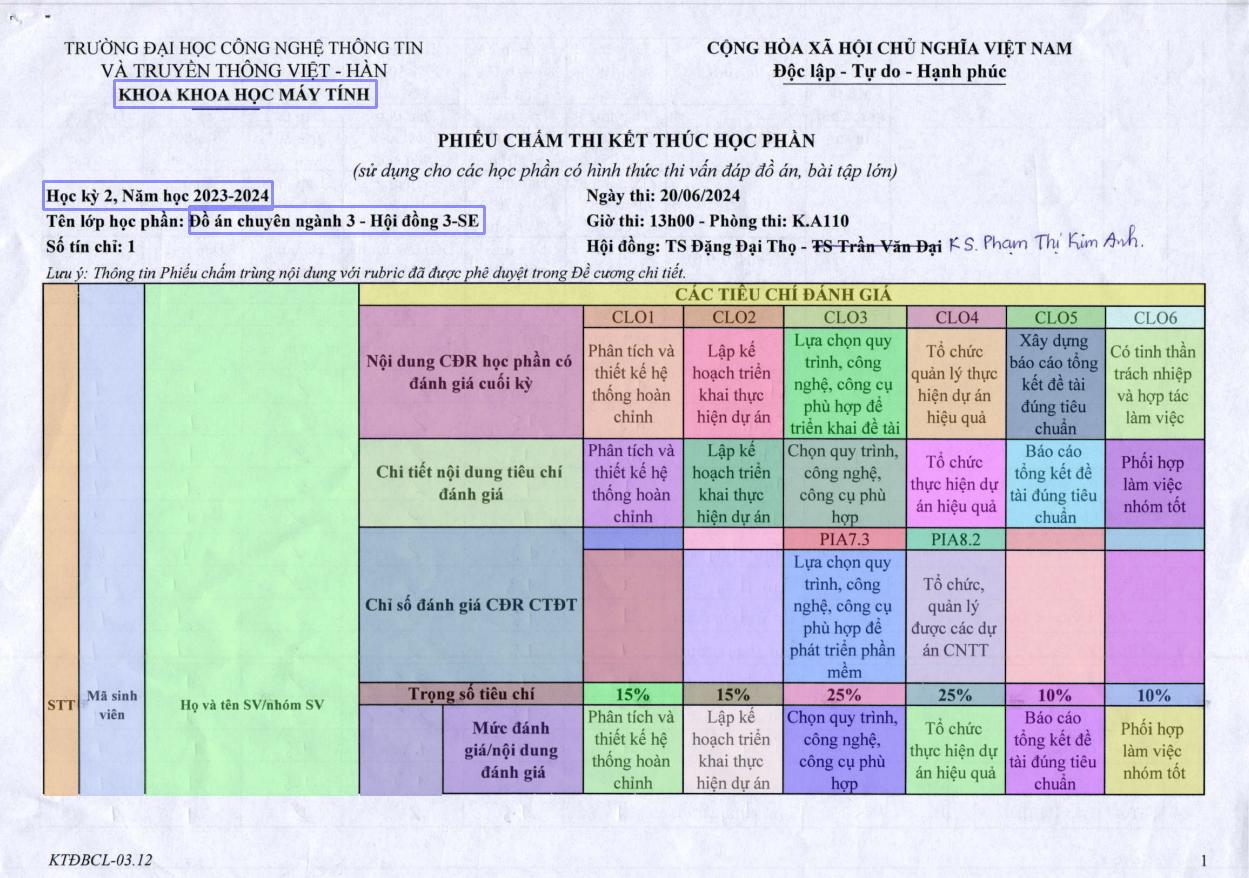 TRƯỜNG ĐẠI HỌC CÔNG NGHỆ THÔNG TIN
VÀ TRUYỀN THÔNG VIỆT - HÀN
KHOA KHOA HỌC MÁY TÍNH
CỘNG HÒA XÃ HỘI CHỦ NGHĨA VIỆT NAM
Độc lập - Tự do - Hạnh phúc
PHIẾU CHẤM THI KẾT THÚC HỌC PHẦN
(sử dụng cho các học phần có hình thức thi vấn đáp đồ án, bài tập lớn)
Học kỳ 2, Năm học 2023-2024
Ngày thi: 20/06/2024
Tên lớp học phần: Đồ án chuyên ngành 3 - Hội đồng 3-SE
Giờ thi: 13h00 - Phòng thi: K.A110
Số tín chỉ: 1
Hội đồng: TS Đặng Đại Thọ - TS Trần Văn Đại KS. Phạm Thị Kim Anh.
Lưu ý: Thông tin Phiếu chấm trùng nội dung với rubric đã được phê duyệt trong Đề cương chi tiết.
STT
Mã sinh
viên
Họ và tên SV/nhóm SV
CÁC TIÊU CHÍ ĐÁNH GIÁ
Nội dung CĐR học phần có
đánh giá cuối kỳ
CLO1
CLO2
CLO3
CLO4
CLO5
CLO6
Phân tích và
thiết kế hệ
thống hoàn
chỉnh
Lập kế
hoạch triển
khai thực
hiện dự án
Lựa chọn quy
trình, công
nghệ, công cụ
phù hợp để
triển khai đề tài
Tổ chức
quản lý thực
hiện dự án
hiệu quả
Xây dựng
báo cáo tổng
kết đề tài
đúng tiêu
chuẩn
Có tinh thần
trách nhiệp
và hợp tác
làm việc
Chi tiết nội dung tiêu chí
đánh giá
Phân tích và
thiết kế hệ
thống hoàn
chỉnh
Lập kế
hoạch triển
khai thực
hiện dự án
Chọn quy trình,
công nghệ,
công cụ phù
hợp
Tổ chức
thực hiện dự
án hiệu quả
Báo cáo
tổng kết đề
tài đúng tiêu
chuẩn
Phối hợp
làm việc
nhóm tốt
Chỉ số đánh giá CĐR CTĐT
PIA7.3
PIA8.2
Lựa chọn quy
trình, công
nghệ, công cụ
phù hợp để
phát triển phần
mềm
Tổ chức,
quản lý
được các dự
án CNTT
Trọng số tiêu chí
15%
15%
25%
25%
10%
10%
Mức đánh
giá/nội dung
đánh giá
Phân tích và
thiết kế hệ
thống hoàn
chỉnh
Lập kế
hoạch triển
khai thực
hiện dự án
Chọn quy trình,
công nghệ,
công cụ phù
hợp
Tổ chức
thực hiện dự
án hiệu quả
Báo cáo
tổng kết đề
tài đúng tiêu
chuẩn
Phối hợp
làm việc
nhóm tốt
KTĐBCL-03.12
1